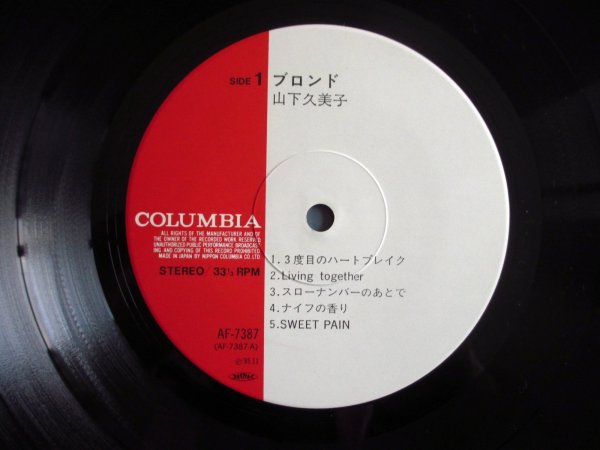 SIDE 1 ブロンド
山下久美子
COLUMBIA
ALL RIGHTS OF THE MANUFACTURER AND OF
THE OWNER OF THE RECORDED WORK RESERVED
UNAUTHORIZED PUBLIC PERFORMANCE BROADCAST
ING AND COPYING OF THIS RECORD PROHIBITED
MADE IN JAPAN BY NIPPON COLUMBIA CO.LTD
STEREO 33 1/3 RPM
1.3度目のハートブレイク
2.Living together
3.スローナンバーのあとで
4.ナイフの香り
5.SWEET PAIN
AF-7387
(AF-7387-A)